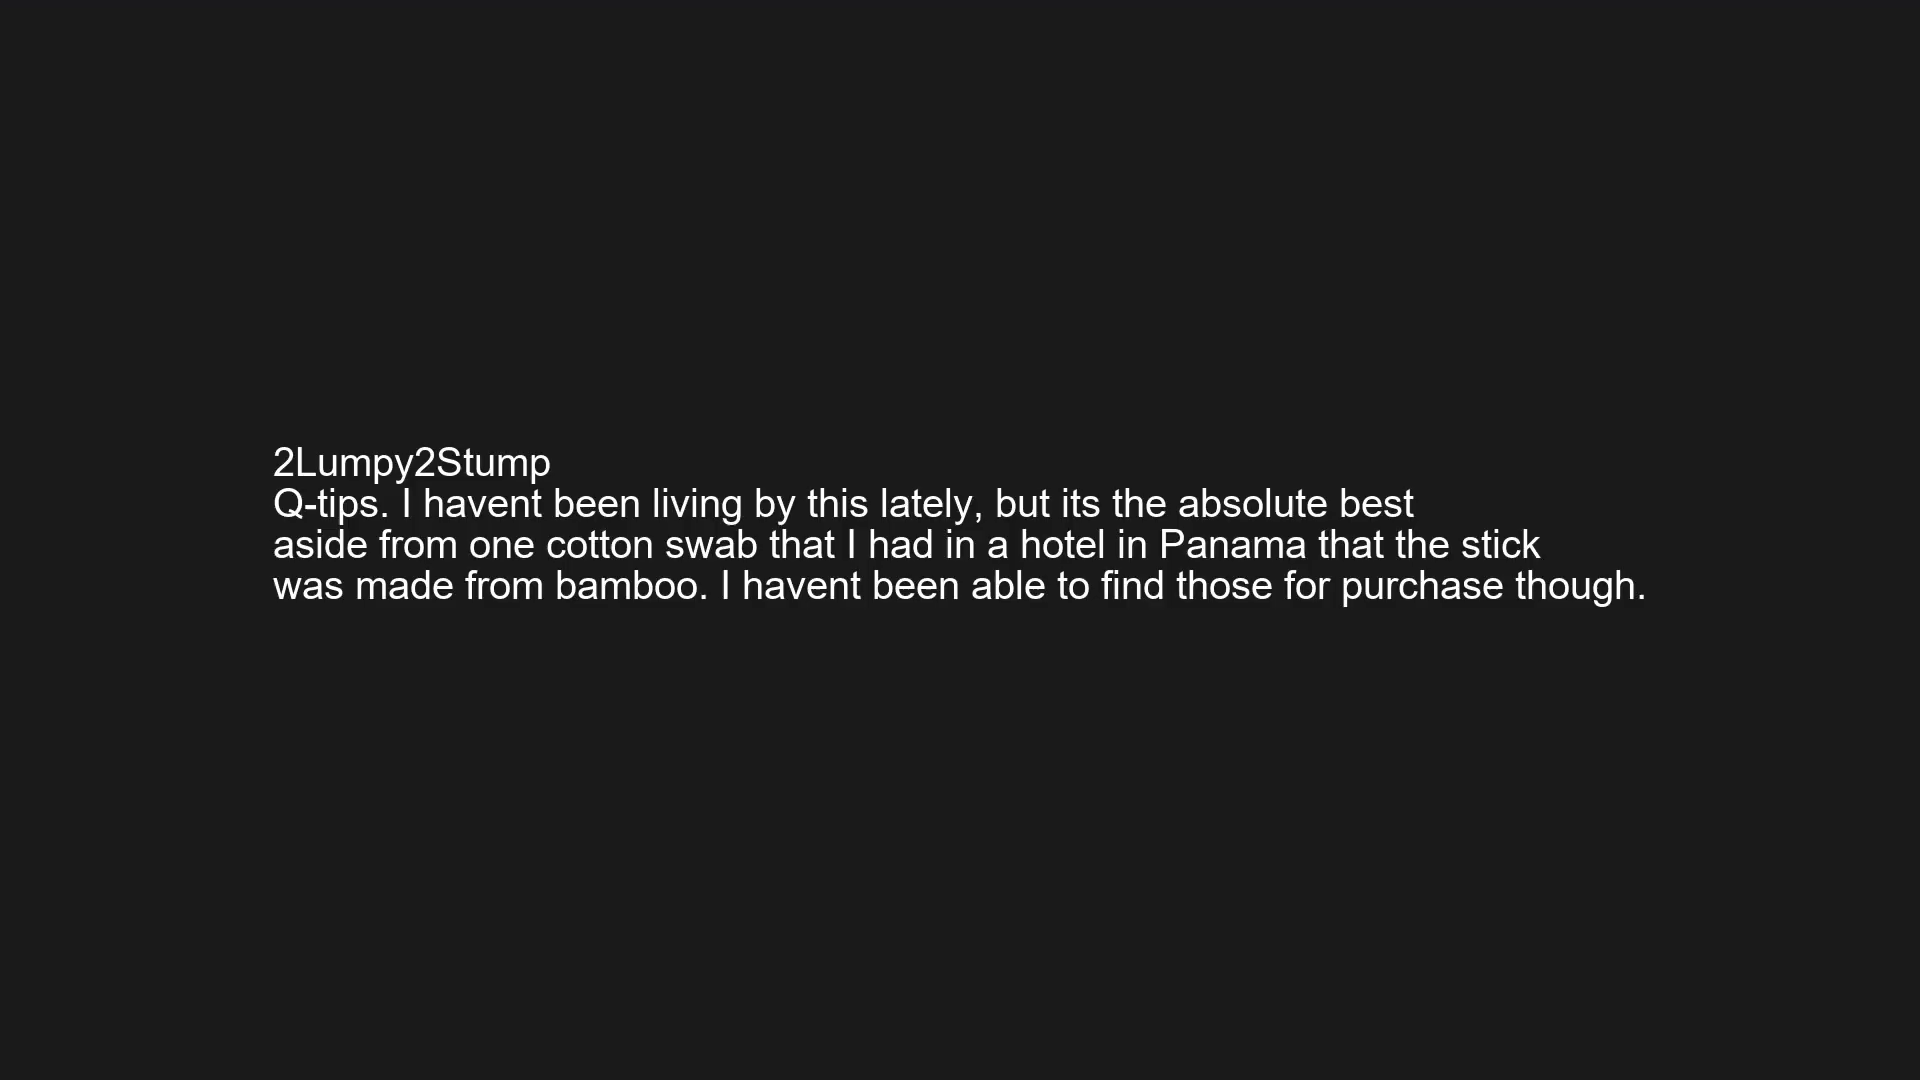 2Lumpy2Stump
Q-tips. I havent been living by this lately, but its the absolute best
aside from one cotton swab that I had in a hotel in Panama that the stick
was made from bamboo. I havent been able to find those for purchase though.